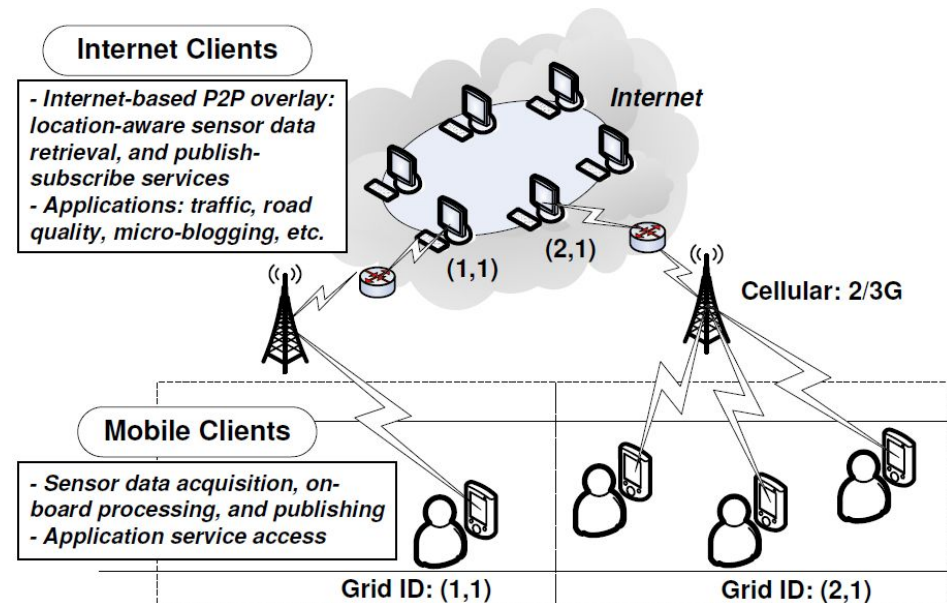 Internet Clients
- Internet-based P2P overlay:
location-aware sensor data
retrieval, and publish-
subscribe services
- Applications: traffic, road
quality, micro-blogging, etc.
Internet
(1,1)
(2,1)
Cellular: 2/3G
Mobile Clients
- Sensor data acquisition, on-
board processing, and publishing
- Application service access
Grid ID: (1,1)
Grid ID: (2,1)